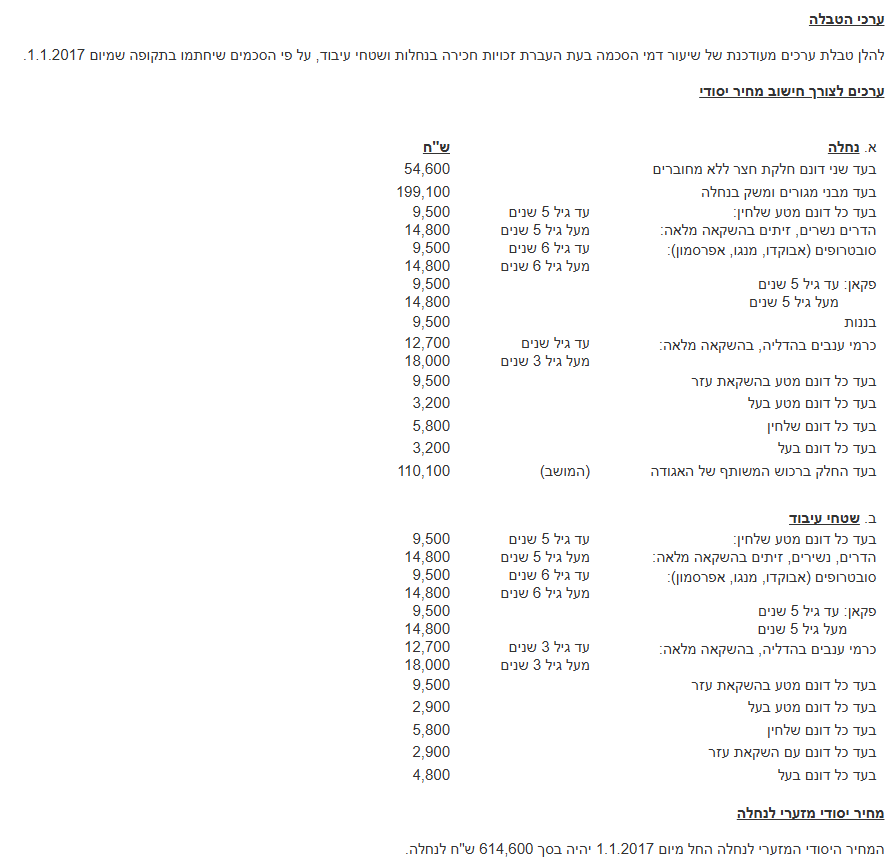 ערכי הטבלה
להלן טבלת ערכים מעודכנת של שיעור דמי הסכמה בעת העברת זכויות חכירה בנחלות ושטחי עיבוד, על פי הסכמים שיחתמו בתקופה שמיום 1.1.2017.
ערכים לצורך חישוב מחיר יסודי
א. נחלה ש"ח
בעד שני דונם חלקת חצר ללא מחוברים 54,600
בעד מבני מגורים ומשק בנחלה 199,100
בעד כל דונם מטע שלחין: עד גיל 5 שנים 9,500
הדרים נשרים, זיתים בהשקאה מלאה: מעל גיל 5 שנים 14,800
סובטרופים (אבוקדו, מנגו, אפרסמון): עד גיל 6 שנים 9,500
מעל גיל 6 שנים 14,800
פקאן: עד גיל 5 שנים 9,500
מעל גיל 5 שנים 14,800
בננות 9,500
כרמי ענבים בהדליה, בהשקאה מלאה: עד גיל שנים 12,700
מעל גיל 3 שנים 18,000
בעד כל דונם מטע בהשקאת עזר 9,500
בעד כל דונם מטע בעל 3,200
בעד כל דונם שלחין 5,800
בעד כל דונם בעל 3,200
בעד החלק ברכוש המשותף של האגודה (המושב) 110,100
ב. שטחי עיבוד
בעד כל דונם מטע שלחין: עד גיל 5 שנים 9,500
הדרים, נשירים, זיתים בהשקאה מלאה: מעל גיל 5 שנים 14,800
סובטרופים (אבוקדו, מנגו, אפרסמון): עד גיל 6 שנים 9,500
מעל גיל 6 שנים 14,800
פקאן: עד גיל 5 שנים 9,500
מעל גיל 5 שנים 14,800
כרמי ענבים בהדליה, בהשקאה מלאה: עד גיל 3 שנים 12,700
מעל גיל 3 שנים 18,000
בעד כל דונם מטע בהשקאת עזר 9,500
בעד כל דונם מטע בעל 2,900
בעד כל דונם שלחין 5,800
בעד כל דונם עם השקאת עזר 2,900
בעד כל דונם בעל 4,800
מחיר יסודי מזערי לנחלה
המחיר היסודי המזערי לנחלה החל מיום 1.1.2017 יהיה בסך 614,600 ש"ח לנחלה.